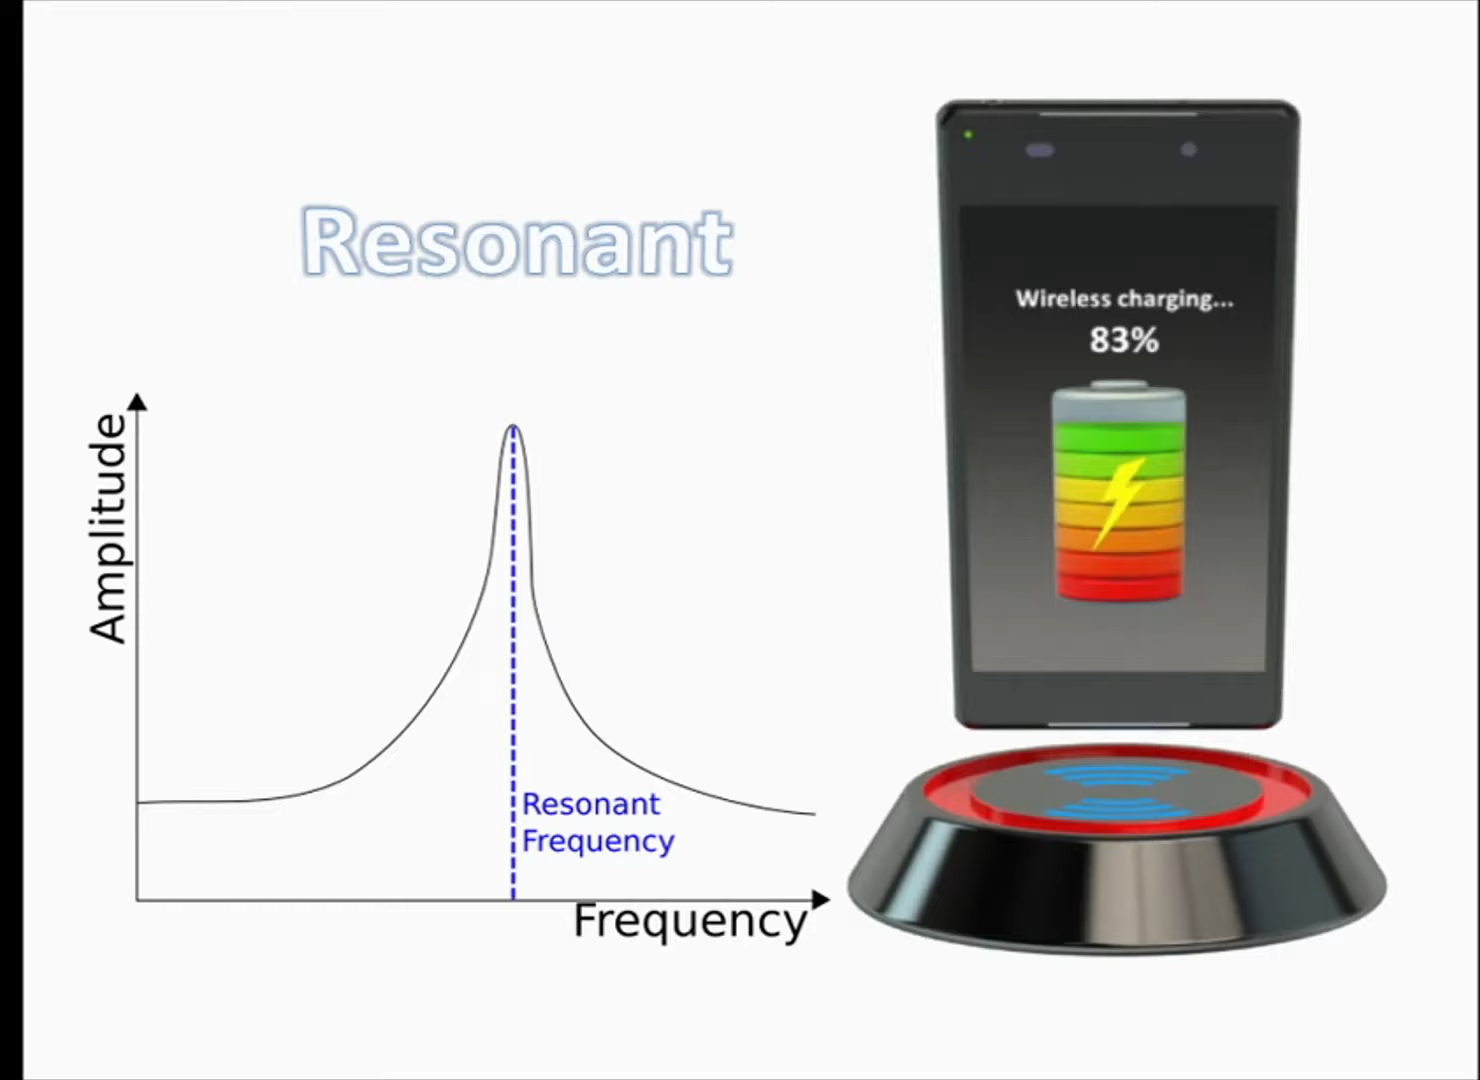 Resonant
Amplitude
Resonant
Frequency
Frequency
Wireless charging...
83%